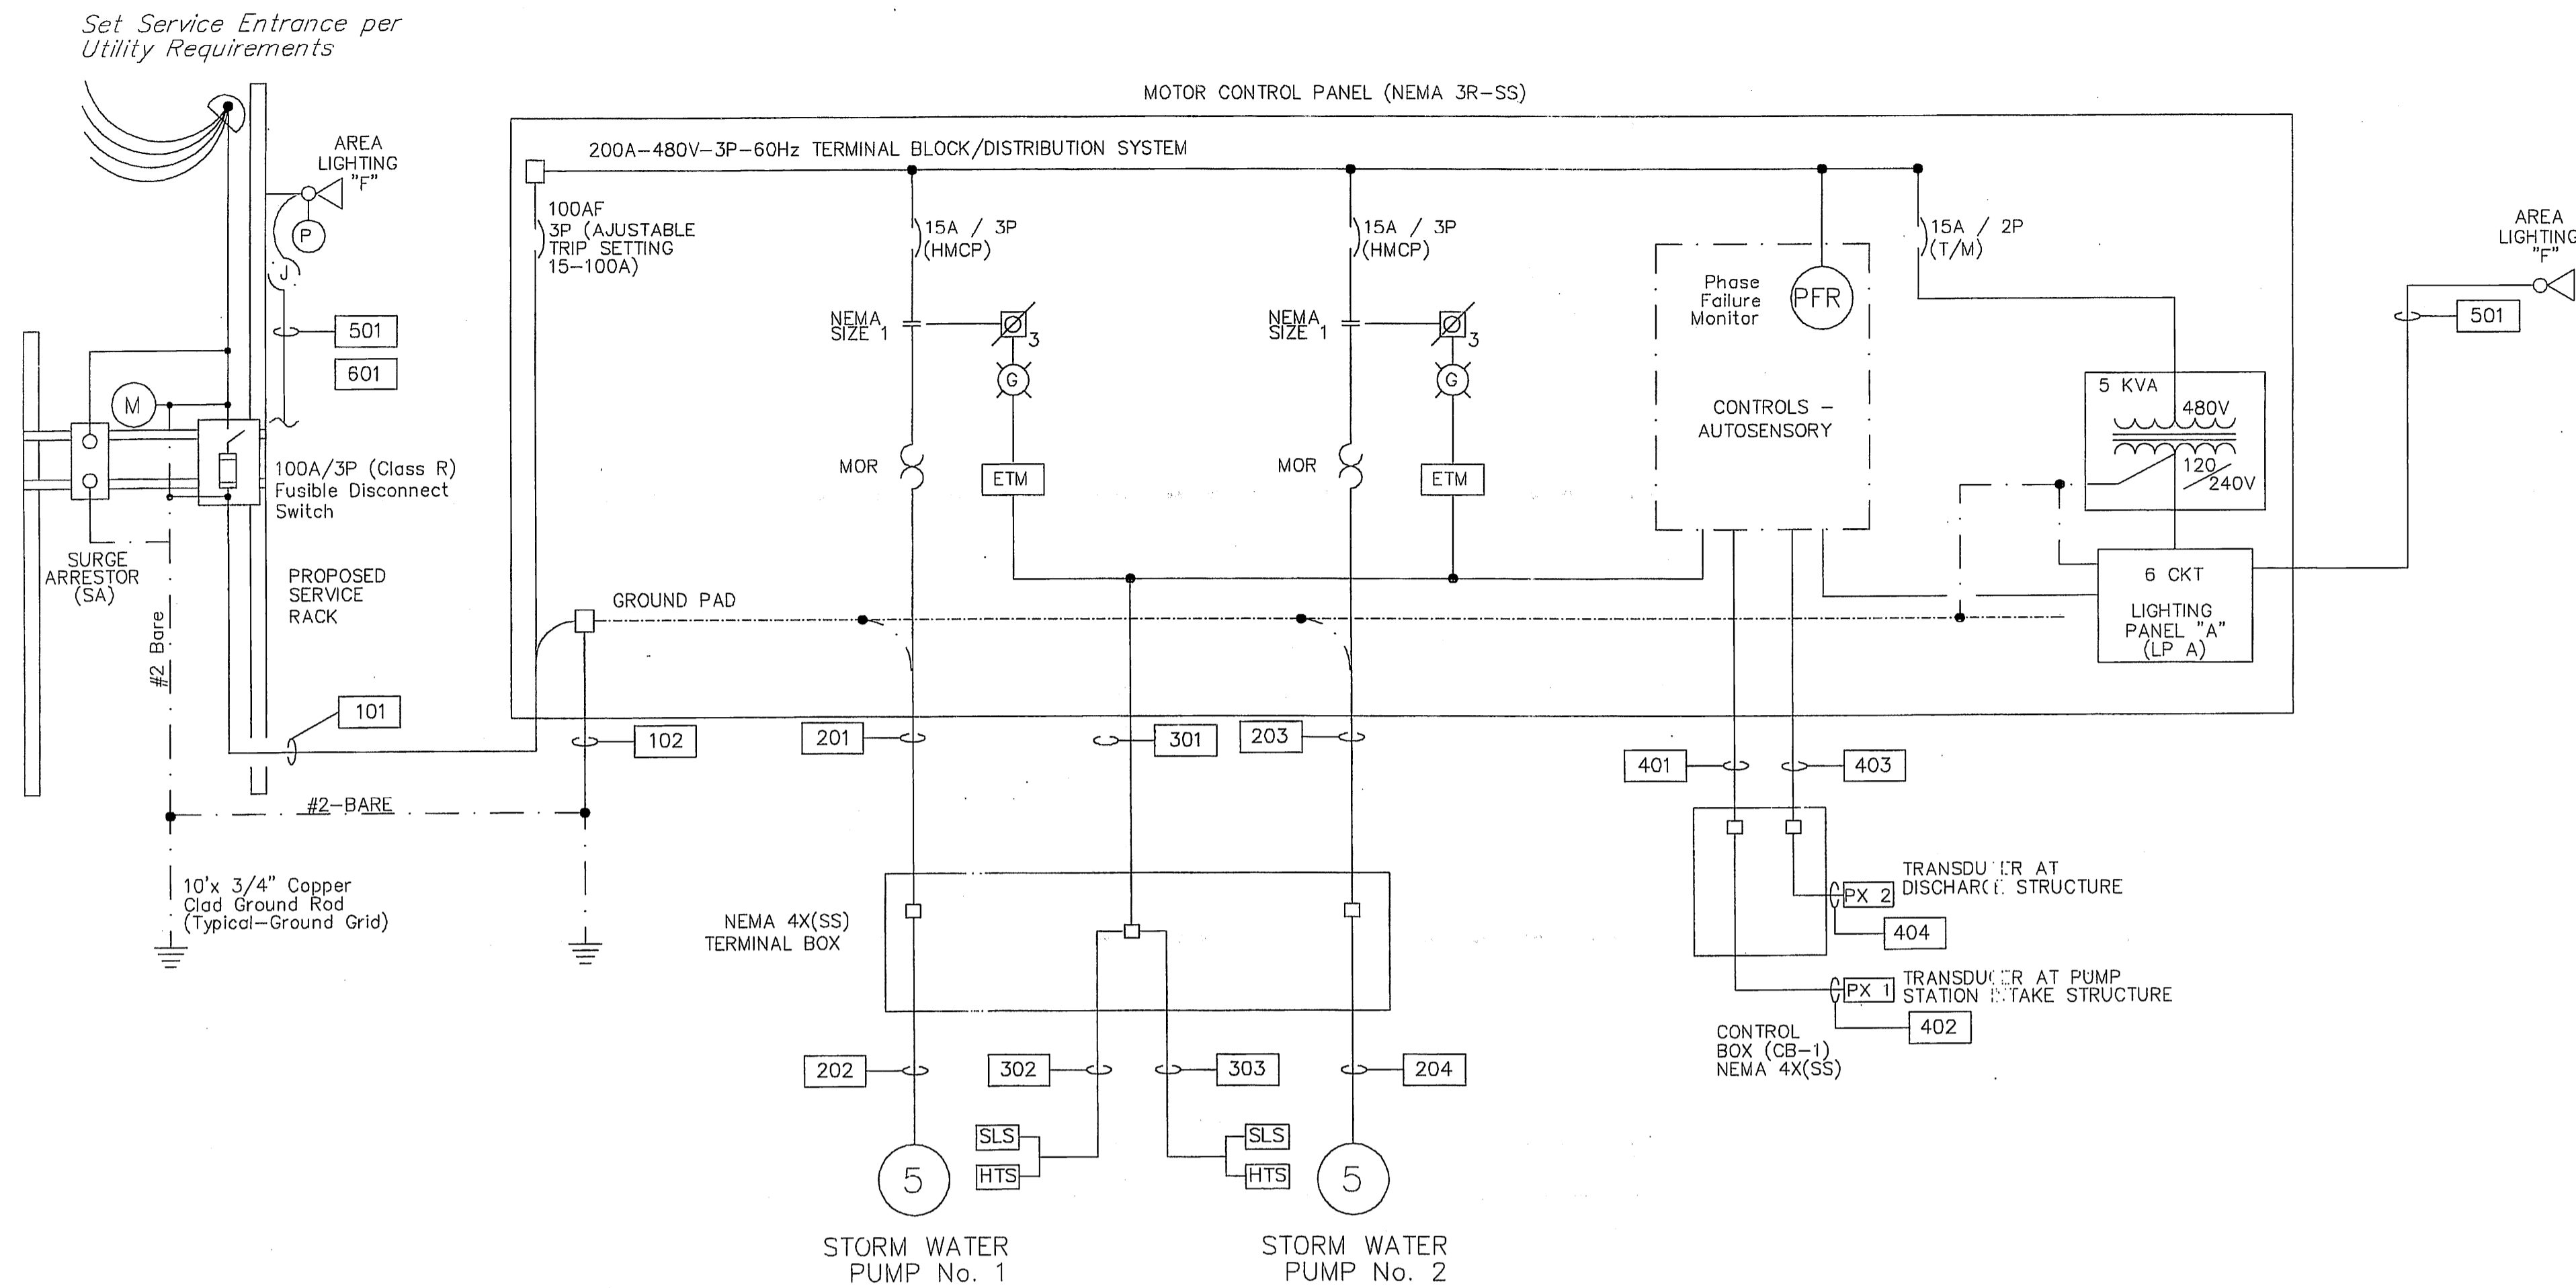 Set Service Entrance per
Utility Requirements
MOTOR CONTROL PANEL (NEMA 3R-SS)
AREA
LIGHTING
"F"
P
J
501
601
M
100A/3P (Class R)
Fusible Disconnect
Switch
SURGE
ARRESTOR
(SA)
PROPOSED
SERVICE
RACK
#2 Bare
101
#2-BARE
10'x 3/4" Copper
Clad Ground Rod
(Typical-Ground Grid)
200A-480V-3P-60Hz TERMINAL BLOCK/DISTRIBUTION SYSTEM
100AF
3P (AJUSTABLE
TRIP SETTING
15-100A)
15A / 3P
(HMCP)
NEMA
SIZE 1
3
G
MOR
ETM
15A / 3P
(HMCP)
NEMA
SIZE 1
3
G
MOR
ETM
Phase
Failure
Monitor
PFR
CONTROLS -
AUTOSENSORY
15A / 2P
(T/M)
5 KVA
480V
120/
240V
6 CKT
LIGHTING
PANEL "A"
(LP A)
AREA
LIGHTING
"F"
501
GROUND PAD
102
201
301
203
401
403
NEMA 4X(SS)
TERMINAL BOX
202
302
303
204
SLS
HTS
SLS
HTS
5
5
STORM WATER
PUMP No. 1
STORM WATER
PUMP No. 2
PX 2
AT
STRUCTURE
404
PX 1
AT PUMP
STATION STRUCTURE
402
CONTROL
BOX (CB-1)
NEMA 4X(SS)